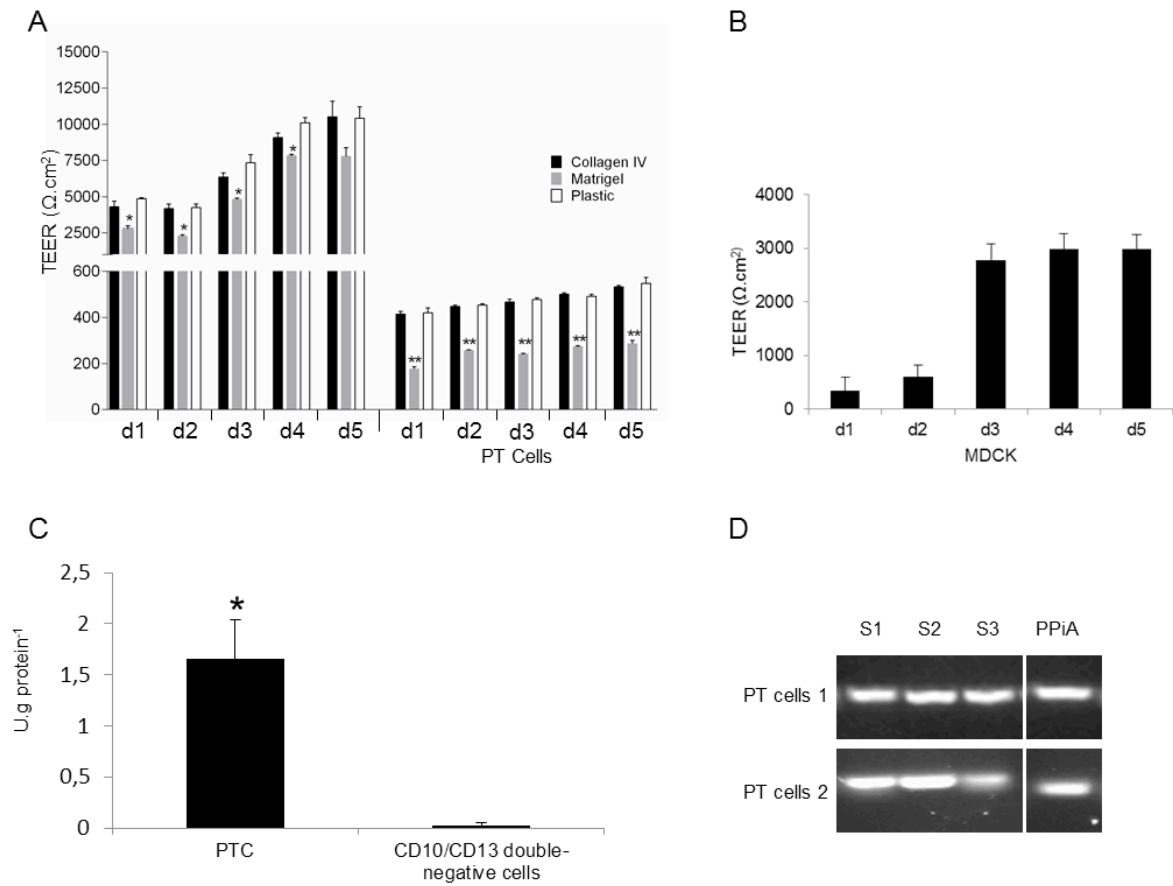 A
15000
12500
10000
7500
5000
2500
600
400
200
0
TEER (Ω.cm²)
Collagen IV
Matrigel
Plastic
* * * *
** ** ** ** **
d1 d2 d3 d4 d5 d1 d2 d3 d4 d5
PT Cells
B
4000
3000
2000
1000
0
TEER (Ω.cm²)
d1 d2 d3 d4 d5
MDCK
C
2,5
2
1,5
1
0,5
0
U.g protein⁻¹
*
PTC
CD10/CD13 double-
negative cells
D
S1 S2 S3 PPiA
PT cells 1
PT cells 2